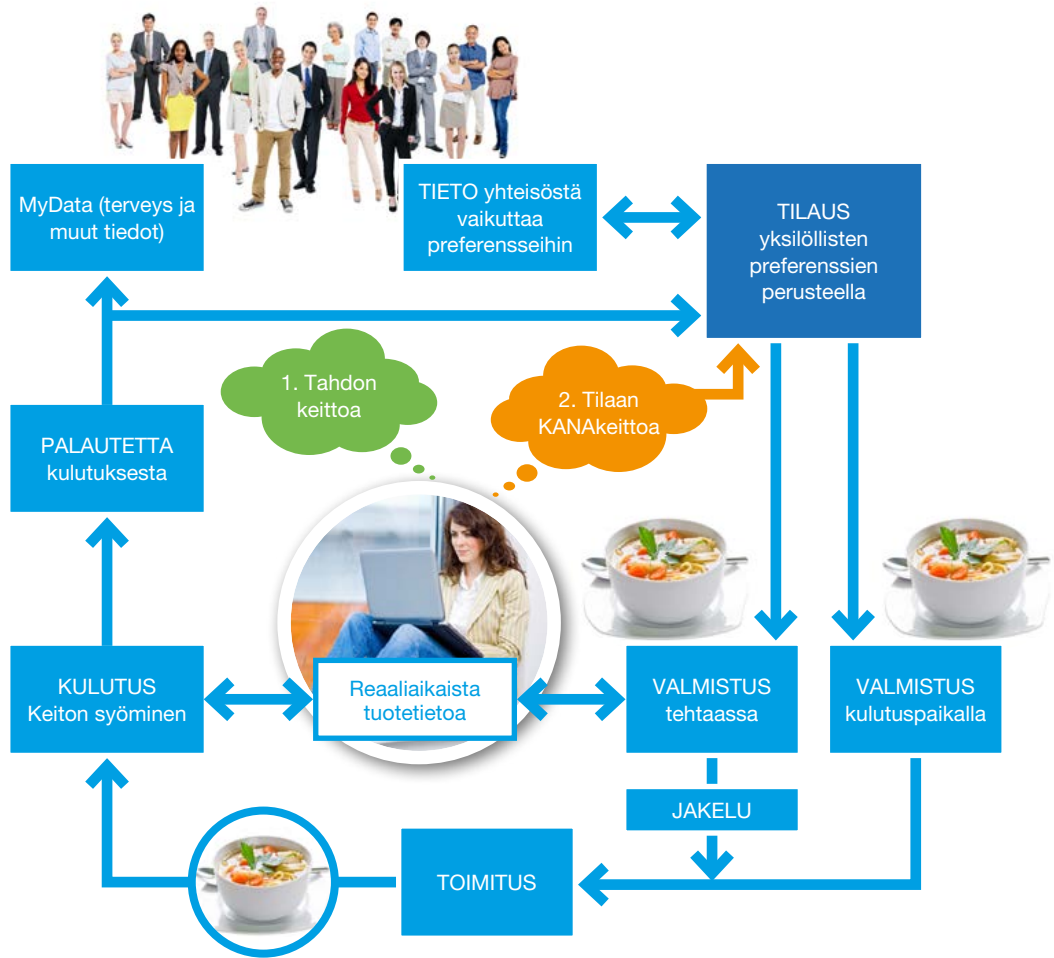 MyData (terveys ja
muut tiedot)
TIETO yhteisöstä
vaikuttaa
preferensseihin
TILAUS
yksilöllisten
preferenssien
perusteella
1. Tahdon
keittoa
2. Tilaan
KANAkeittoa
PALAUTETTA
kulutuksesta
KULUTUS
Keiton syöminen
Reaaliaikaista
tuotetietoa
VALMISTUS
tehtaassa
VALMISTUS
kulutuspaikalla
JAKELU
TOIMITUS